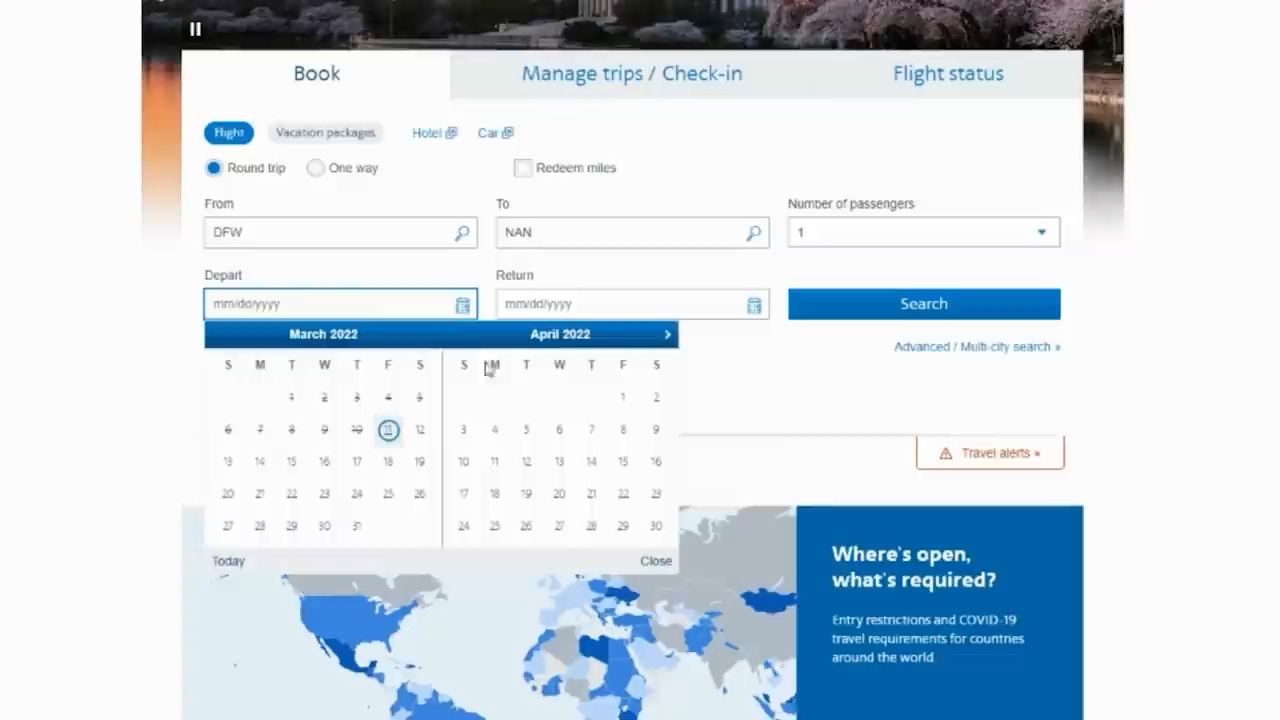 Book
Manage trips / Check-in
Flight status
Flight
Vacation packages
Hotel
Car
Round trip
One way
Redeem miles
From
To
Number of passengers
DFW
NAN
1
Depart
Return
mm/dd/yyyy
mm/dd/yyyy
Search
March 2022
April 2022
Advanced / Multi-city search »
S M T W T F S
S M T W T F S
1 2 3 4 5
1 2
6 7 8 9 10 11 12
3 4 5 6 7 8 9
13 14 15 16 17 18 19
10 11 12 13 14 15 16
20 21 22 23 24 25 26
17 18 19 20 21 22 23
27 28 29 30 31
24 25 26 27 28 29 30
Travel alerts »
Today
Close
Where's open,
what's required?
Entry restrictions and COVID-19
travel requirements for countries
around the world